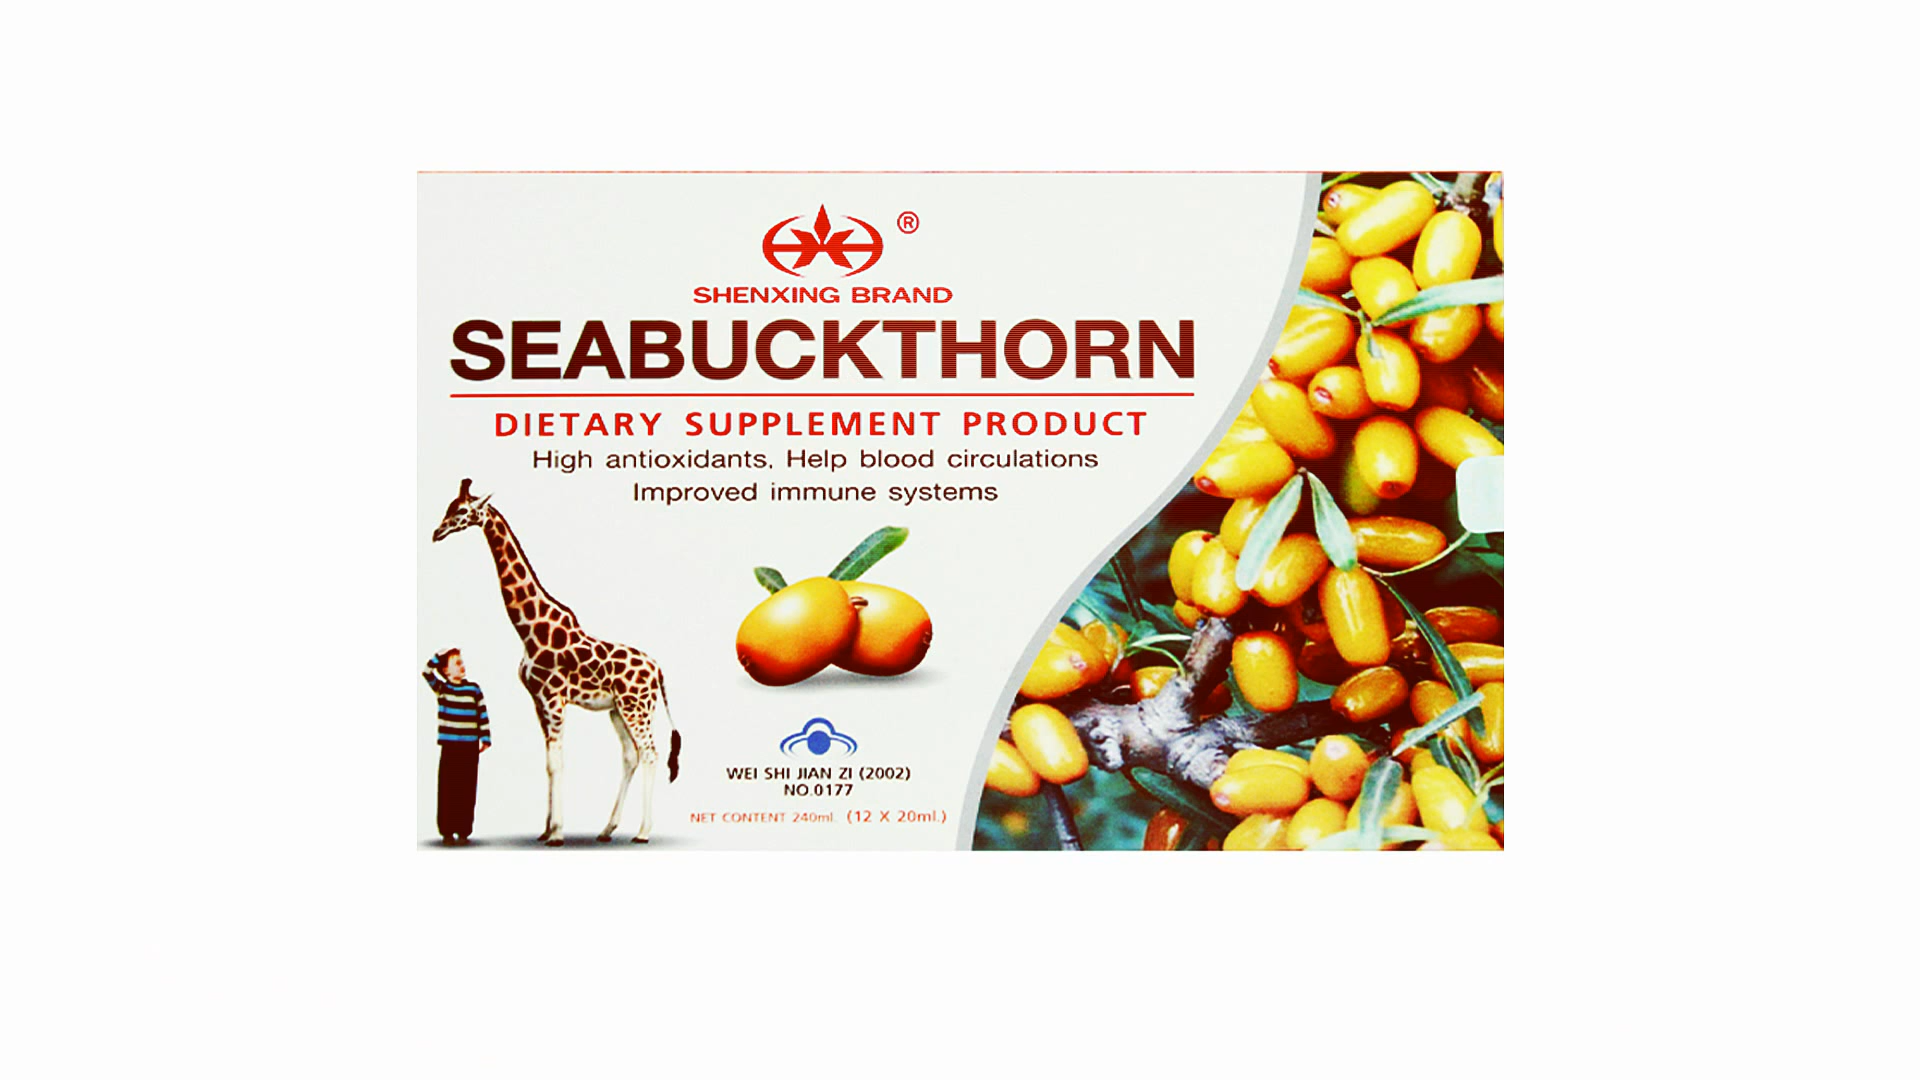 ®
SHENXING BRAND
SEABUCKTHORN
DIETARY SUPPLEMENT PRODUCT
High antioxidants, Help blood circulations
Improved immune systems
WEI SHI JIAN ZI (2002)
NO.0177
NET CONTENT 240ml. (12 X 20ml.)